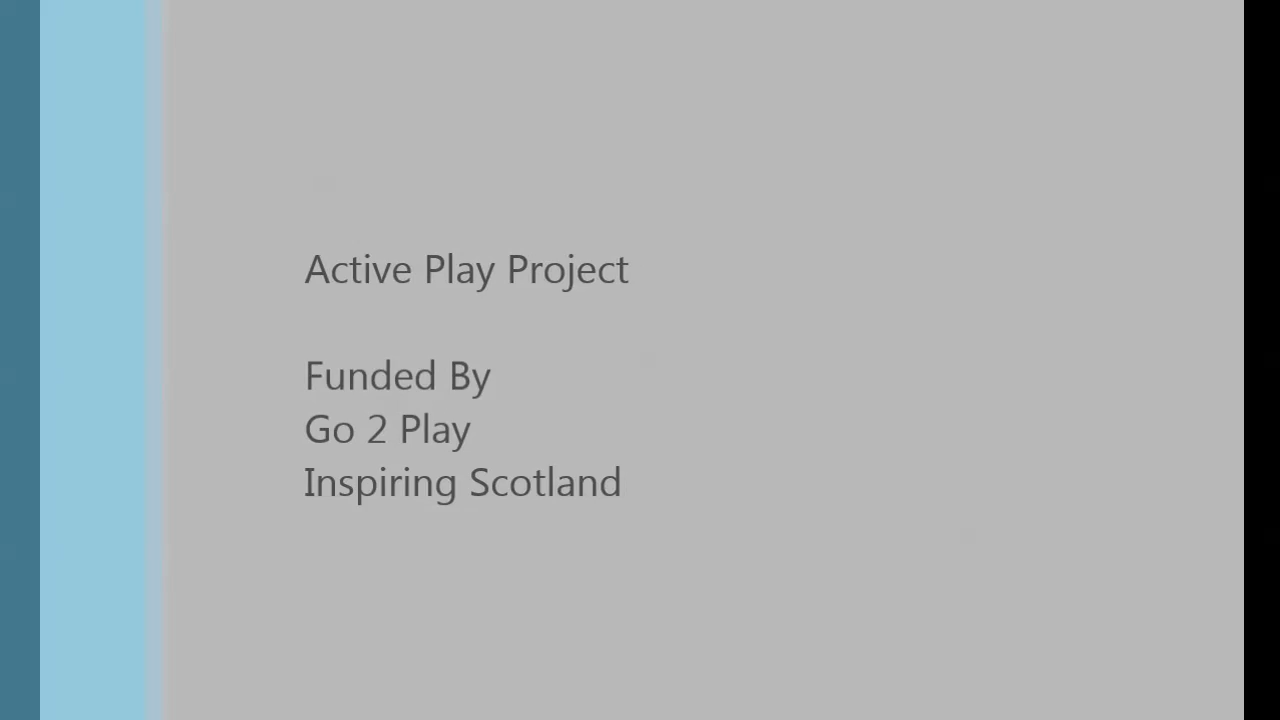 Active Play Project
Funded By
Go 2 Play
Inspiring Scotland